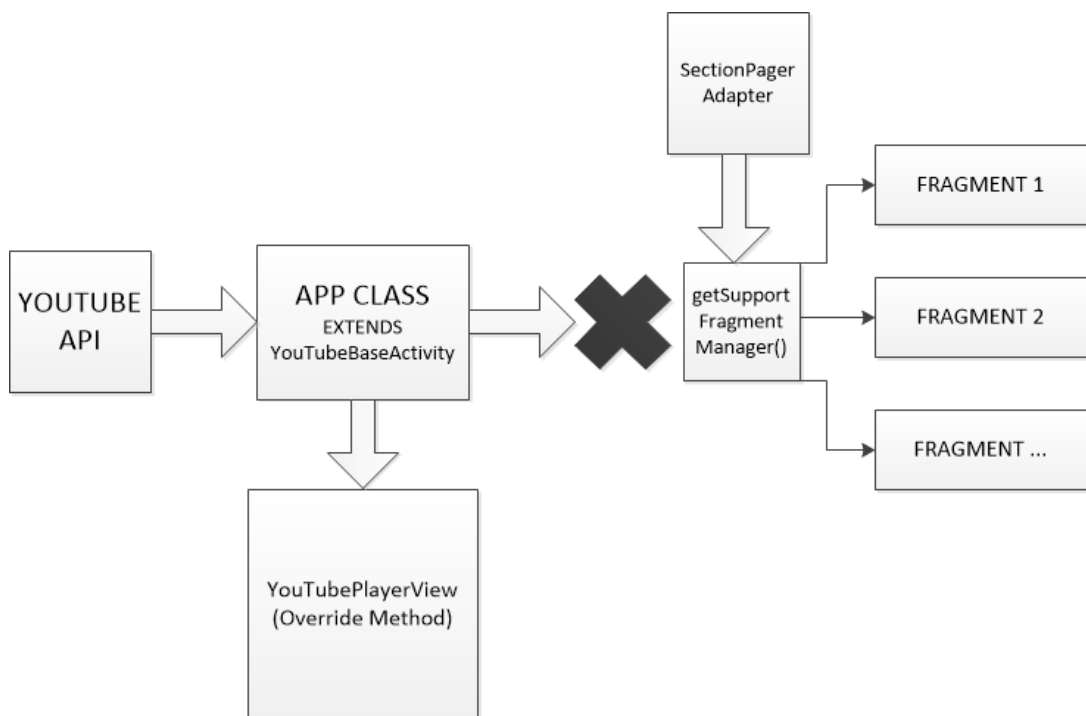 SectionPager
Adapter
YOUTUBE
API
APP CLASS
EXTENDS
YouTubeBaseActivity
getSupport
Fragment
Manager()
FRAGMENT 1
FRAGMENT 2
FRAGMENT ...
YouTubePlayerView
(Override Method)